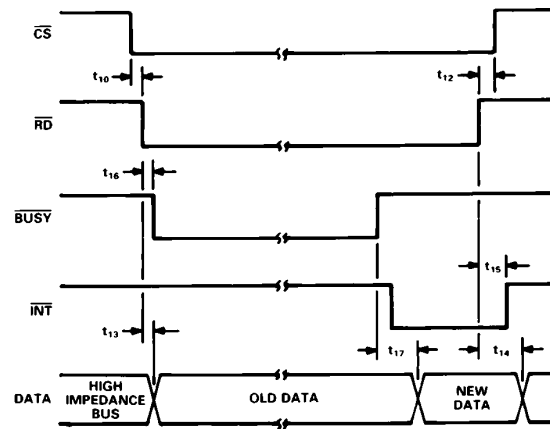 CS
t10
t12
RD
t16
BUSY
t15
INT
t13
t17
t14
DATA
HIGH
IMPEDANCE
BUS
OLD DATA
NEW
DATA